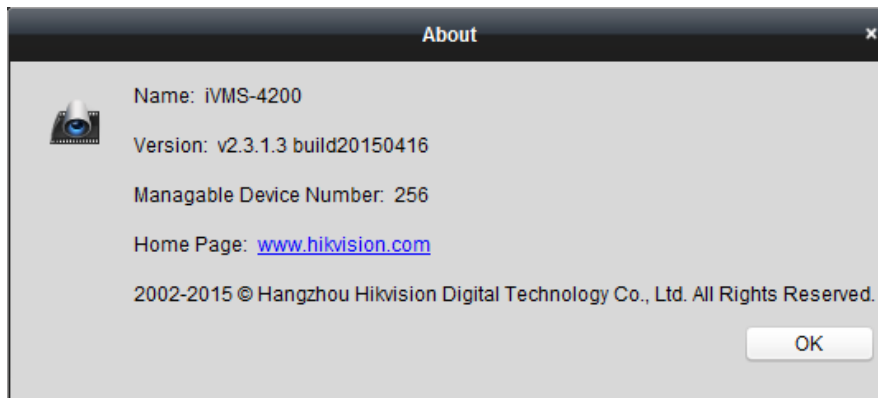 About
×
Name: iVMS-4200
Version: v2.3.1.3 build20150416
Managable Device Number: 256
Home Page: www.hikvision.com
2002-2015 © Hangzhou Hikvision Digital Technology Co., Ltd. All Rights Reserved.
OK